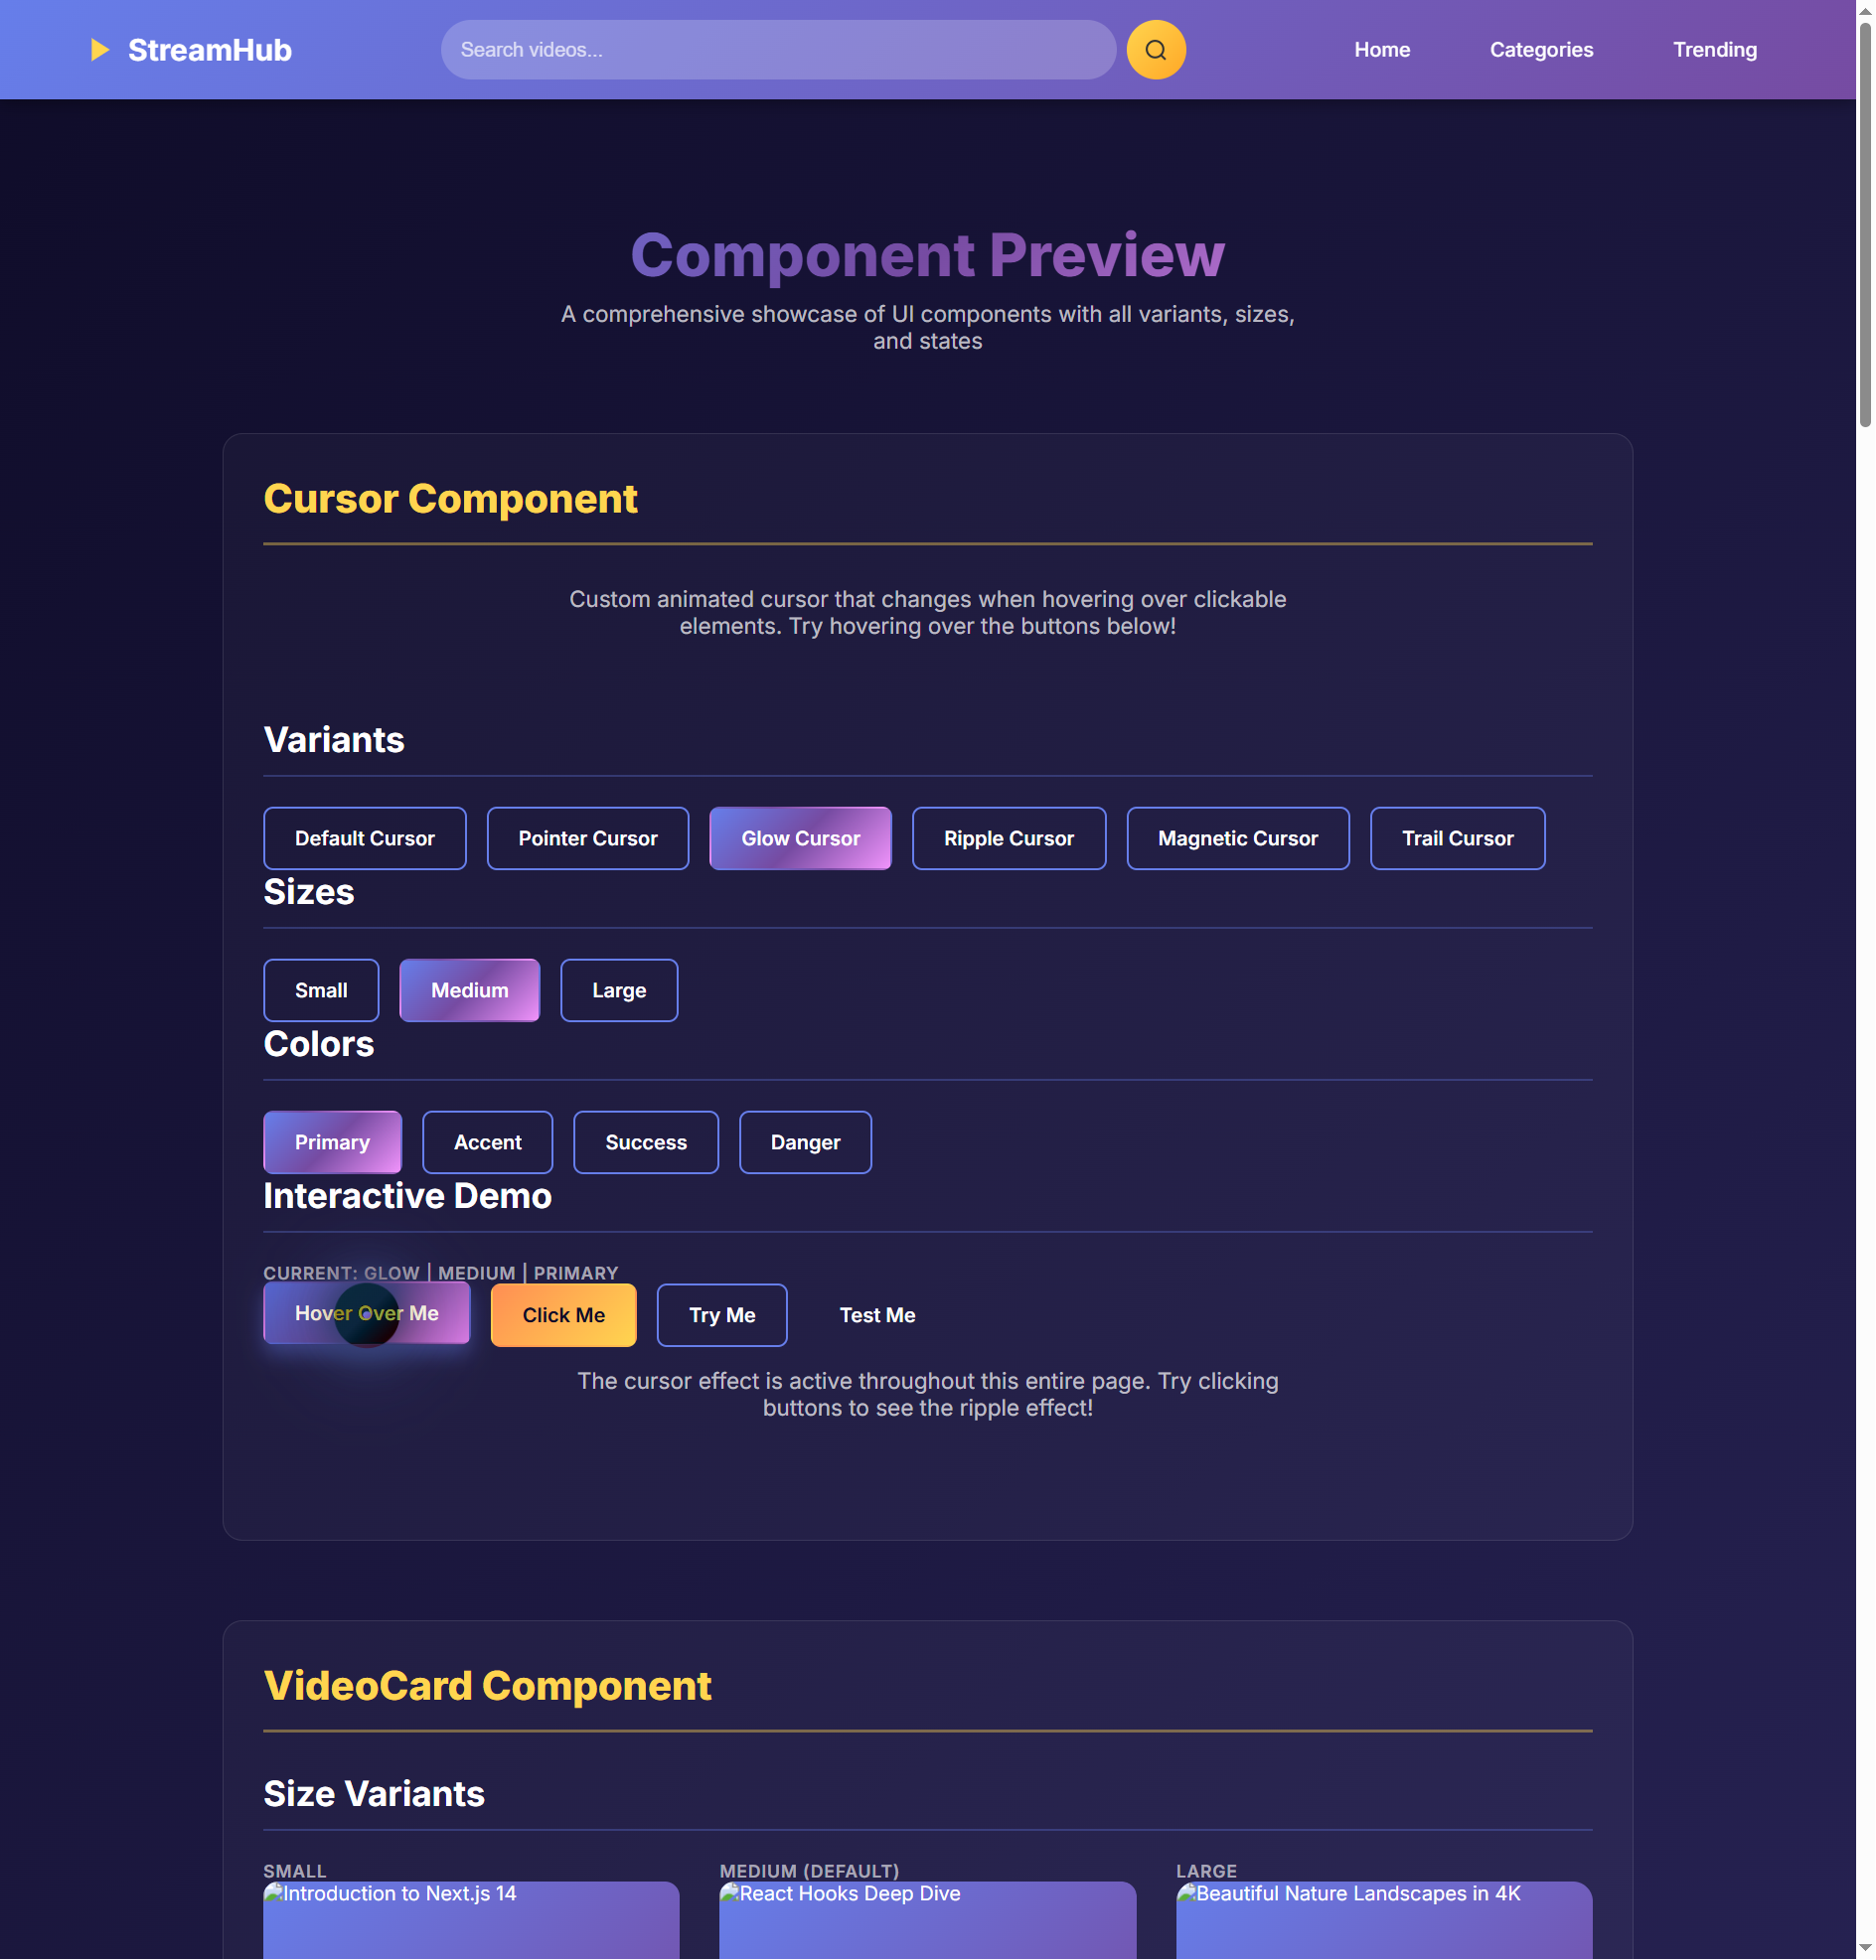 StreamHub
Search videos...
Home
Categories
Trending
Component Preview
A comprehensive showcase of UI components with all variants, sizes,
and states
Cursor Component
Custom animated cursor that changes when hovering over clickable
elements. Try hovering over the buttons below!
Variants
Default Cursor
Pointer Cursor
Glow Cursor
Ripple Cursor
Magnetic Cursor
Trail Cursor
Sizes
Small
Medium
Large
Colors
Primary
Accent
Success
Danger
Interactive Demo
CURRENT: GLOW | MEDIUM | PRIMARY
Hover Over Me
Click Me
Try Me
Test Me
The cursor effect is active throughout this entire page. Try clicking
buttons to see the ripple effect!
VideoCard Component
Size Variants
SMALL
MEDIUM (DEFAULT)
LARGE
Introduction to Next.js 14
React Hooks Deep Dive
Beautiful Nature Landscapes in 4K